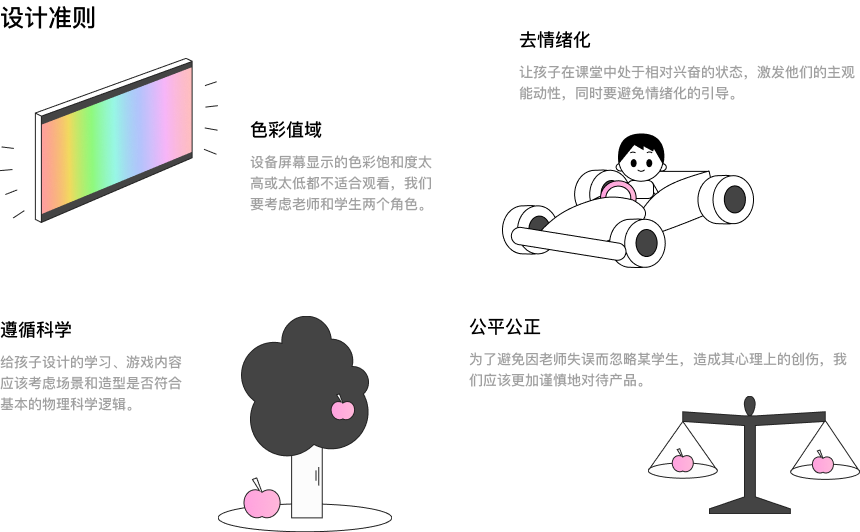 设计准则
去情绪化
让孩子在课堂中处于相对兴奋的状态，激发他们的主观
能动性，同时要避免情绪化的引导。
色彩值域
设备屏幕显示的色彩饱和度太
高或太低都不适合观看，我们
要考虑老师和学生两个角色。
遵循科学
给孩子设计的学习、游戏内容
应该考虑场景和造型是否符合
基本的物理科学逻辑。
公平公正
为了避免因老师失误而忽略某学生，造成其心理上的创伤，我
们应该更加谨慎地对待产品。